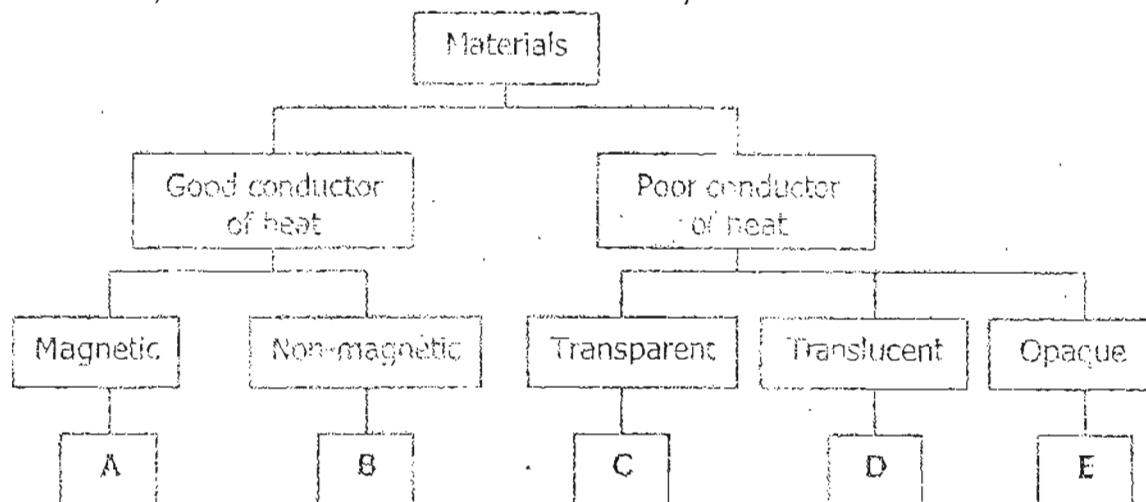 Materials
Good conductor
of heat
Poor conductor
of heat
Magnetic
Non-magnetic
Transparent
Translucent
Opaque
A
B
C
D
E